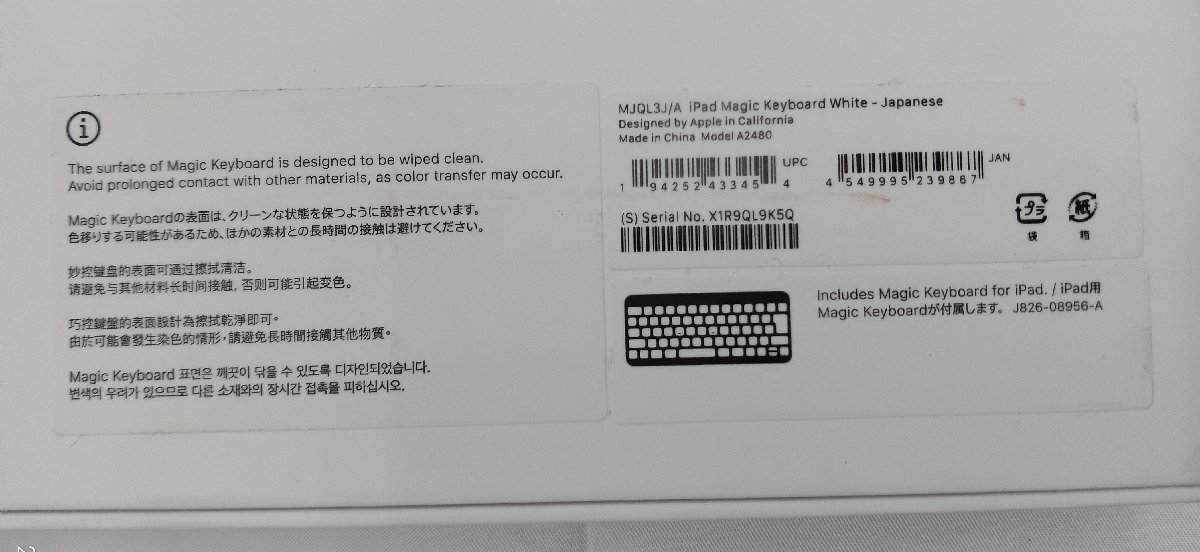 The surface of Magic Keyboard is designed to be wiped clean.
Avoid prolonged contact with other materials, as color transfer may occur.
Magic Keyboardの表面は、クリーンな状態を保つように設計されています。
色移りする可能性があるため、ほかの素材との長時間の接触は避けてください。
妙控键盘的表面可通过擦拭清洁。
请避免与其他材料长时间接触，否则可能引起变色。
巧控鍵盤的表面設計為擦拭乾淨即可。
由於可能會發生染色的情形，請避免長時間接觸其他物質。
Magic Keyboard 표면은 깨끗이 닦을 수 있도록 디자인되었습니다.
변색의 우려가 있으므로 다른 소재와의 장시간 접촉을 피하십시오.
MJQL3J/A iPad Magic Keyboard White - Japanese
Designed by Apple in California
Made in China Model A2480
UPC
1 94252 43345 4
JAN
4 549995 239867
(S) Serial No. X1R9QL9K5Q
プラ
袋
紙
箱
Includes Magic Keyboard for iPad. / iPad用
Magic Keyboardが付属します。 J826-08956-A